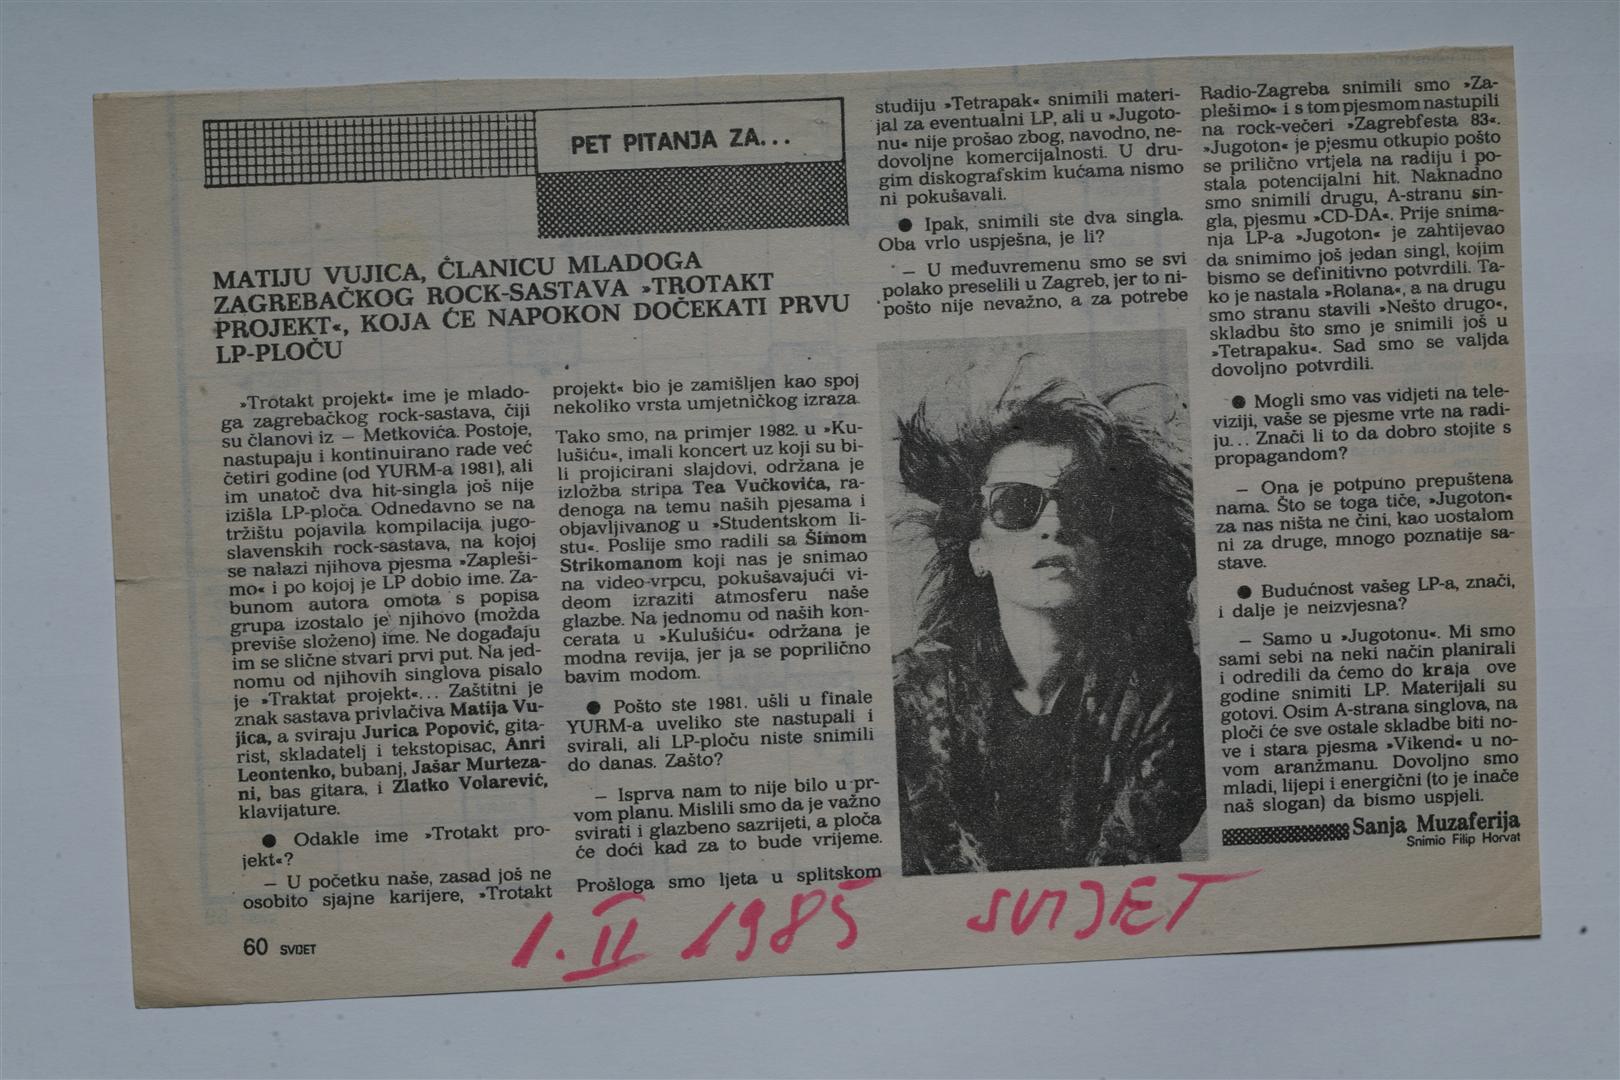 PET PITANJA ZA...
MATIJU VUJICA, ČLANICU MLADOGA
ZAGREBAČKOG ROCK-SASTAVA »TROTAKT
PROJEKT«, KOJA ĆE NAPOKON DOČEKATI PRVU
LP-PLOČU
»Trotakt projekt« ime je mlado-
ga zagrebačkog rock-sastava, čiji
su članovi iz — Metkovića. Postoje,
nastupaju i kontinuirano rade već
četiri godine (od YURM-a 1981), ali
im unatoč dva hit-singla još nije
izišla LP-ploča. Odnedavno se na
tržištu pojavila kompilacija jugo-
slavenskih rock-sastava, na kojoj
se nalazi njihova pjesma »Zapleši-
mo« i po kojoj je LP dobio ime. Za-
bunom autora omota s popisa
grupa izostalo je njihovo (možda
previše složeno) ime. Ne događaju
im se slične stvari prvi put. Na jed-
nomu od njihovih singlova pisalo
je »Traktat projekt«... Zaštitni je
znak sastava privlačiva Matija Vu-
jica, a sviraju Jurica Popović, gita-
rist, skladatelj i tekstopisac, Anri
Leontenko, bubanj, Jašar Murteza-
ni, bas gitara, i Zlatko Volarević,
klavijature.
● Odakle ime »Trotakt pro-
jekt«?
— U početku naše, zasad još ne
osobito sjajne karijere, »Trotakt
projekt« bio je zamišljen kao spoj
nekoliko vrsta umjetničkog izraza.
Tako smo, na primjer 1982. u »Ku-
lušiću«, imali koncert uz koji su bi-
li projicirani slajdovi, održana je
izložba stripa Tea Vučkovića, ra-
đenoga na temu naših pjesama i
objavljivanog u »Studentskom li-
stu«. Poslije smo radili sa Šimom
Strikomanom koji nas je snimao
na video-vrpcu, pokušavajući vi-
deom izraziti atmosferu naše
glazbe. Na jednomu od naših kon-
cerata u »Kulušiću« održana je
modna revija, jer ja se poprilično
bavim modom.
● Pošto ste 1981. ušli u finale
YURM-a uveliko ste nastupali i
svirali, ali LP-ploču niste snimili
do danas. Zašto?
— Isprva nam to nije bilo u pr-
vom planu. Mislili smo da je važno
svirati i glazbeno sazrijeti, a ploča
će doći kad za to bude vrijeme.
Prošloga smo ljeta u splitskom
studiju »Tetrapak« snimili materi-
jal za eventualni LP, ali u »Jugoto-
nu« nije prošao zbog, navodno, ne-
dovoljne komercijalnosti. U dru-
gim diskografskim kućama nismo
ni pokušavali.
● Ipak, snimili ste dva singla.
Oba vrlo uspješna, je li?
— U međuvremenu smo se svi
polako preselili u Zagreb, jer to ni-
pošto nije nevažno, a za potrebe
Radio-Zagreba snimili smo »Za-
plešimo« i s tom pjesmom nastupili
na rock-večeri »Zagrebfesta 83«.
»Jugoton« je pjesmu otkupio pošto
se prilično vrtjela na radiju i po-
stala potencijalni hit. Naknadno
smo snimili drugu, A-stranu sin-
gla, pjesmu »CD-DA«. Prije snima-
nja LP-a »Jugoton« je zahtijevao
da snimimo još jedan singl, kojim
bismo se definitivno potvrdili. Ta-
ko je nastala »Rolana«, a na drugu
smo stranu stavili »Nešto drugo«,
skladbu što smo je snimili još u
»Tetrapaku«. Sad smo se valjda
dovoljno potvrdili.
● Mogli smo vas vidjeti na tele-
viziji, vaše se pjesme vrte na radi-
ju... Znači li to da dobro stojite s
propagandom?
— Ona je potpuno prepuštena
nama. Što se toga tiče, »Jugoton«
za nas ništa ne čini, kao uostalom
ni za druge, mnogo poznatije sa-
stave.
● Budućnost vašeg LP-a, znači,
i dalje je neizvjesna?
— Samo u »Jugotonu«. Mi smo
sami sebi na neki način planirali
i odredili da ćemo do kraja ove
godine snimiti LP. Materijali su
gotovi. Osim A-strana singlova, na
ploči će sve ostale skladbe biti no-
ve i stara pjesma »Vikend« u no-
vom aranžmanu. Dovoljno smo
mladi, lijepi i energični (to je inače
naš slogan) da bismo uspjeli.
Sanja Muzaferija
Snimio Filip Horvat
60 SVIJET
1. II 1985 SVIJET